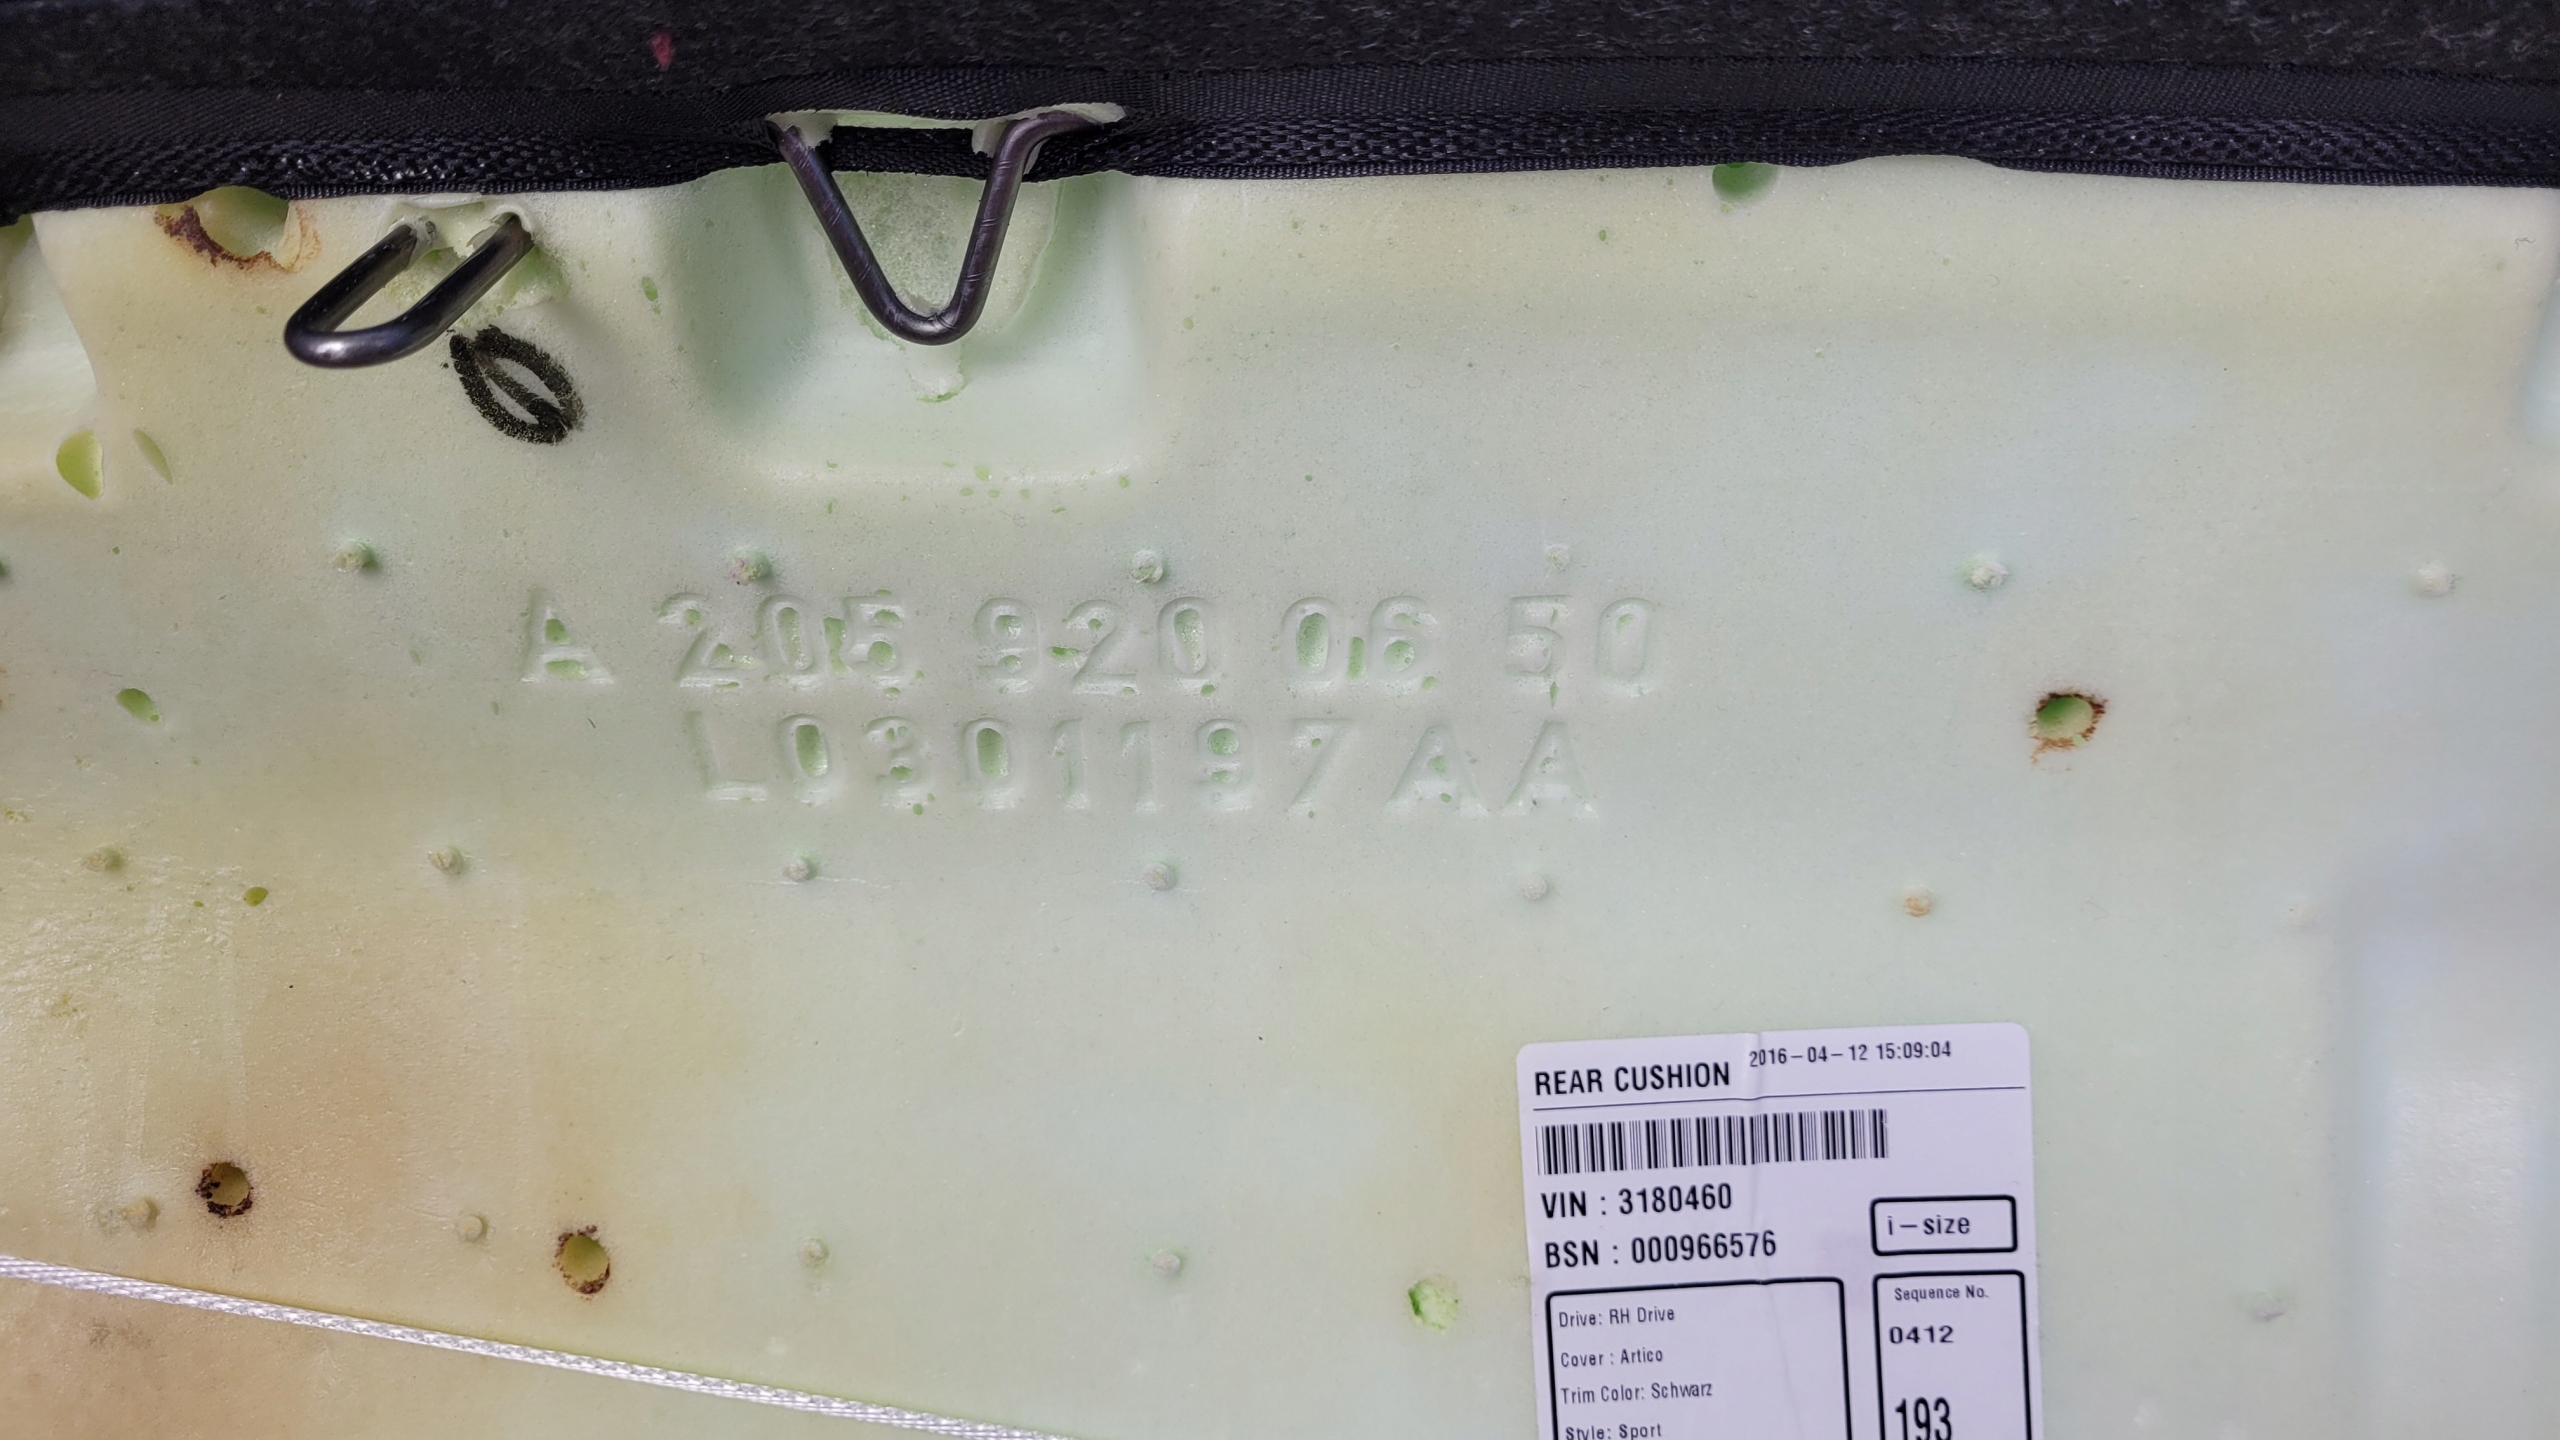 A 205 920 06 50
L0301197AA
REAR CUSHION 2016-04-12 15:09:04
VIN : 3180460
BSN : 000966576
i-size
Drive: RH Drive
Cover : Artico
Trim Color: Schwarz
Style: Sport
Sequence No.
0412
193